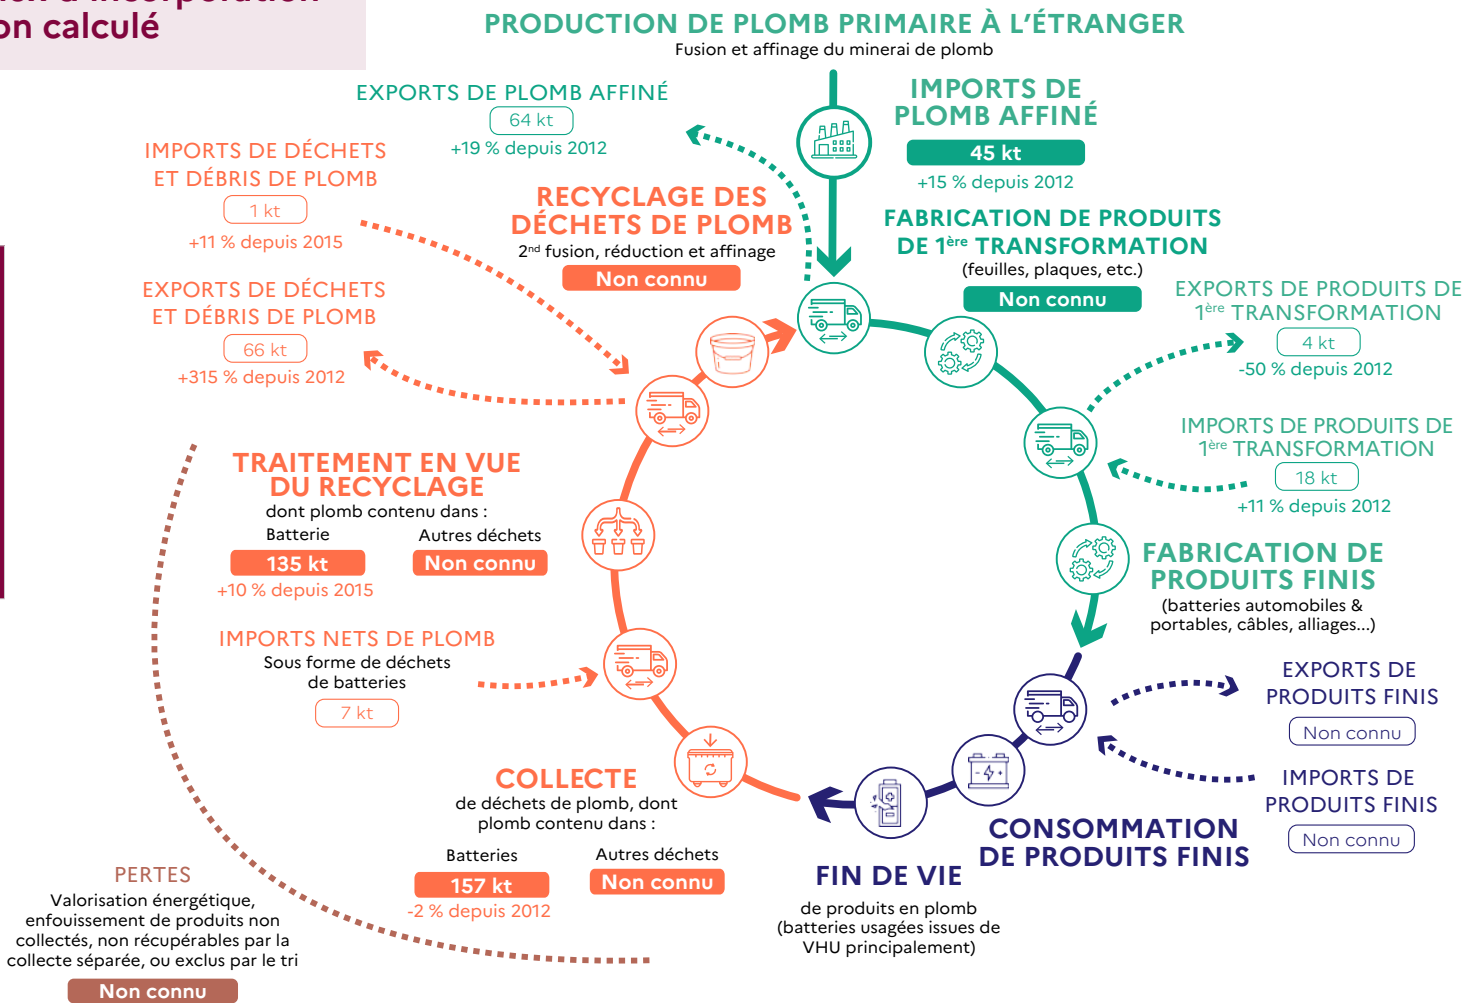 on calculé
PRODUCTION DE PLOMB PRIMAIRE À L'ÉTRANGER
Fusion et affinage du minerai de plomb
EXPORTS DE PLOMB AFFINÉ
64 kt
+19 % depuis 2012
IMPORTS DE
PLOMB AFFINÉ
45 kt
+15 % depuis 2012
IMPORTS DE DÉCHETS
ET DÉBRIS DE PLOMB
1 kt
+11 % depuis 2015
RECYCLAGE DES
DÉCHETS DE PLOMB
2nd fusion, réduction et affinage
Non connu
FABRICATION DE PRODUITS
DE 1ère TRANSFORMATION
(feuilles, plaques, etc.)
Non connu
EXPORTS DE DÉCHETS
ET DÉBRIS DE PLOMB
66 kt
+315 % depuis 2012
EXPORTS DE PRODUITS DE
1ère TRANSFORMATION
4 kt
-50 % depuis 2012
IMPORTS DE PRODUITS DE
1ère TRANSFORMATION
18 kt
+11 % depuis 2012
TRAITEMENT EN VUE
DU RECYCLAGE
dont plomb contenu dans :
Batterie
135 kt
+10 % depuis 2015
Autres déchets
Non connu
FABRICATION DE
PRODUITS FINIS
(batteries automobiles &
portables, câbles, alliages...)
IMPORTS NETS DE PLOMB
Sous forme de déchets
de batteries
7 kt
EXPORTS DE
PRODUITS FINIS
Non connu
IMPORTS DE
PRODUITS FINIS
Non connu
COLLECTE
de déchets de plomb, dont
plomb contenu dans :
Batteries
157 kt
-2 % depuis 2012
Autres déchets
Non connu
CONSOMMATION
DE PRODUITS FINIS
FIN DE VIE
de produits en plomb
(batteries usagées issues de
VHU principalement)
PERTES
Valorisation énergétique,
enfouissement de produits non
collectés, non récupérables par la
collecte séparée, ou exclus par le tri
Non connu